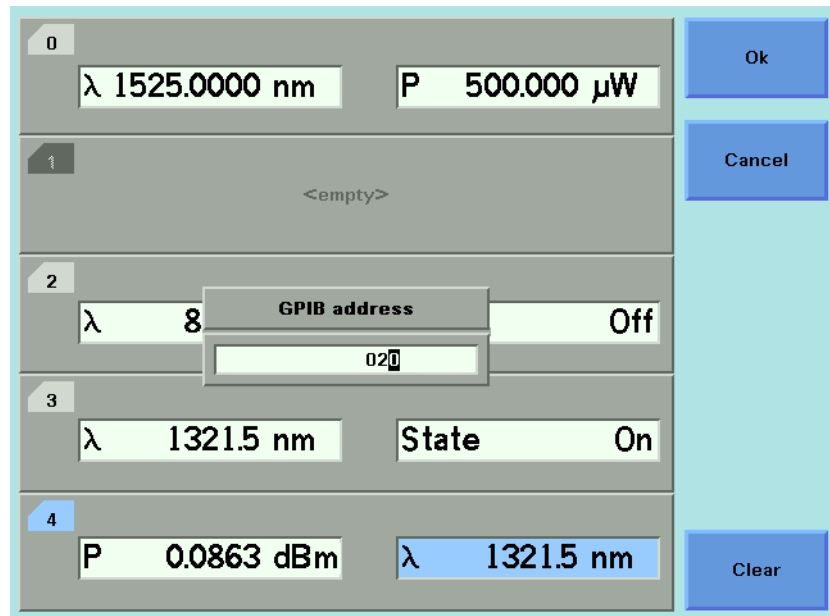 0
λ 1525.0000 nm
P 500.000 μW
Ok
1
<empty>
Cancel
2
λ 8
Off
GPIB address
020
3
λ 1321.5 nm
State On
4
P 0.0863 dBm
λ 1321.5 nm
Clear